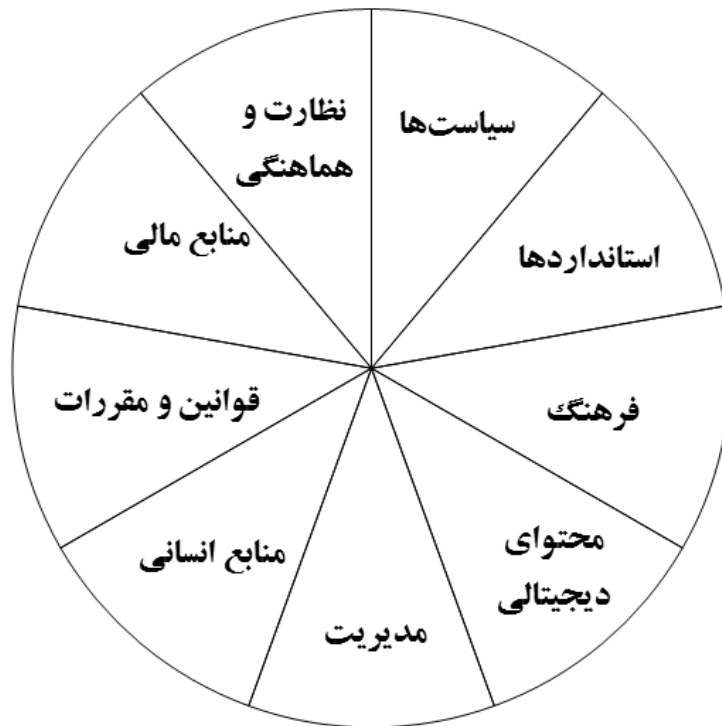 سیاست‌ها
استانداردها
فرهنگ
محتوای
دیجیتالی
مدیریت
منابع انسانی
قوانین و مقررات
منابع مالی
نظارت و
هماهنگی